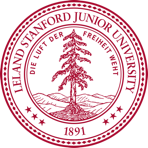 LELAND STANFORD JUNIOR UNIVERSITY
DIE LUFT DER FREIHEIT WEHT
1891